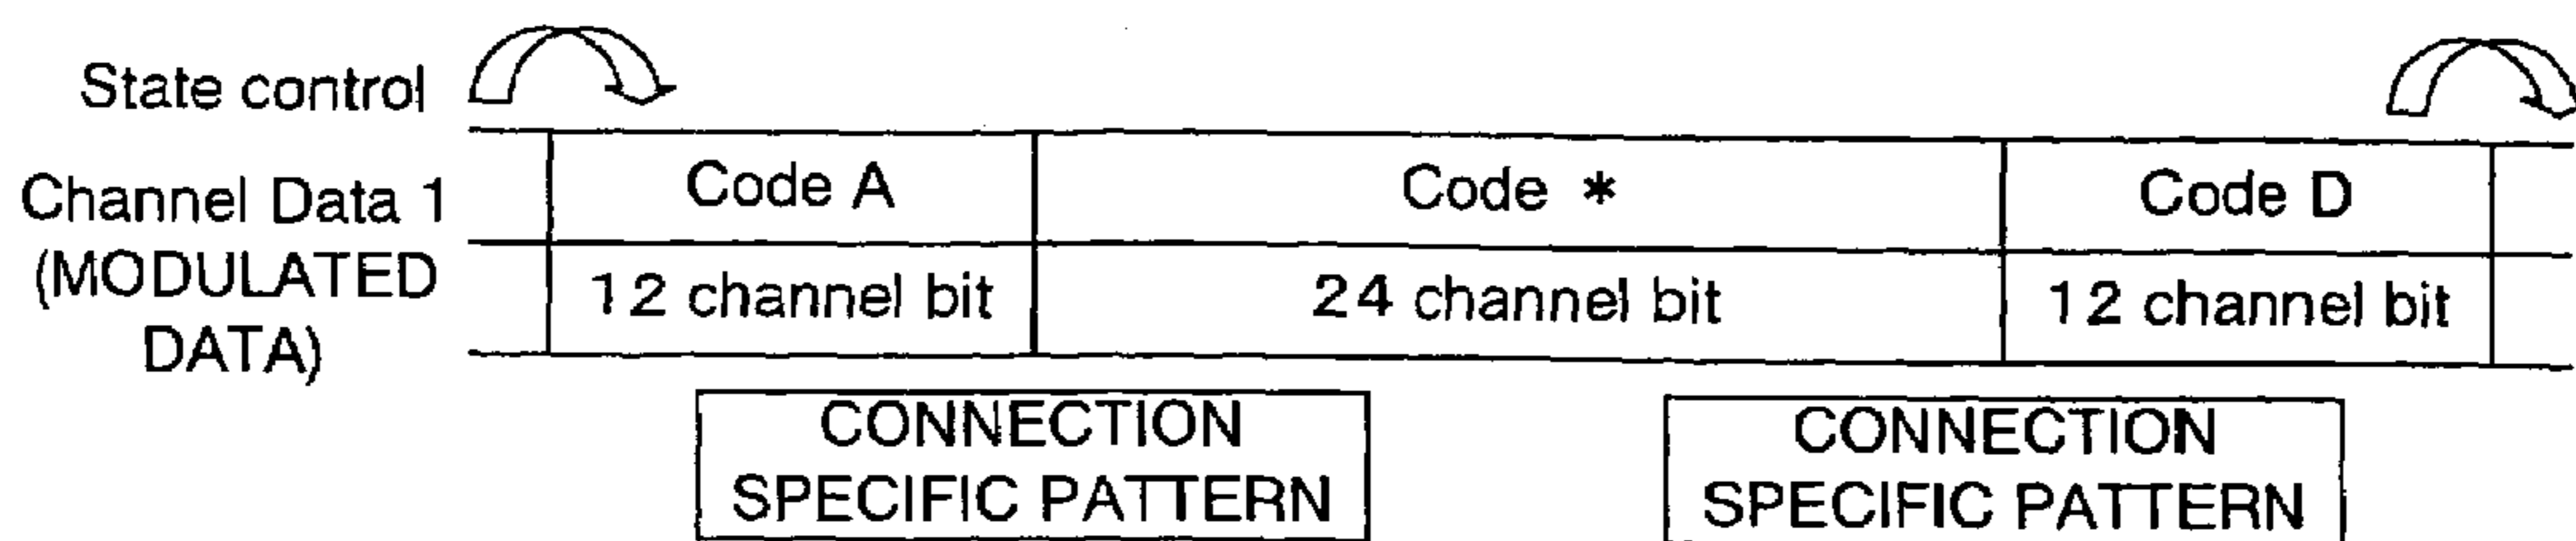 State control
Channel Data 1
(MODULATED
DATA)
Code A
Code *
Code D
12 channel bit
24 channel bit
12 channel bit
CONNECTION
SPECIFIC PATTERN
CONNECTION
SPECIFIC PATTERN